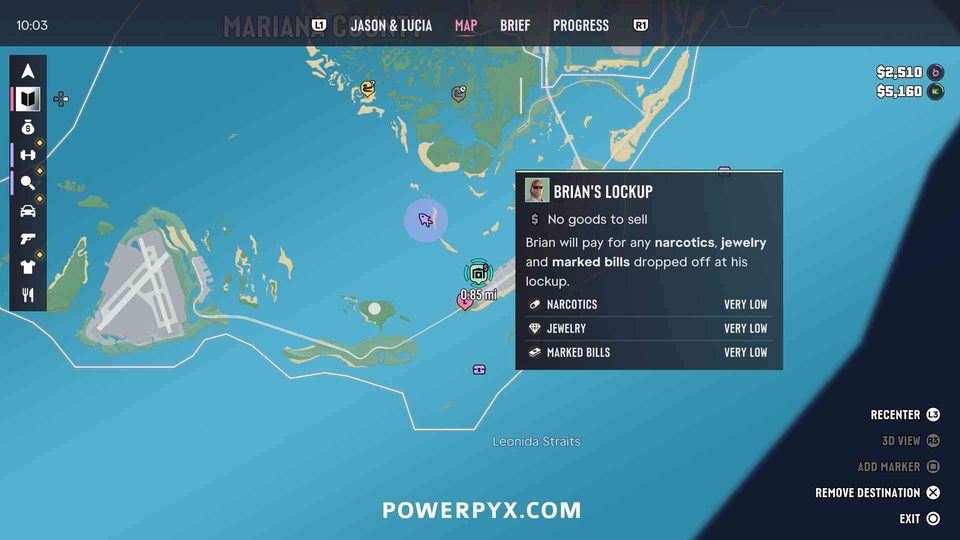 10:03
MARIANA COUNTY
L1 JASON & LUCIA MAP BRIEF PROGRESS R1
$2,510
$5,160
BRIAN'S LOCKUP
$ No goods to sell
Brian will pay for any narcotics, jewelry
and marked bills dropped off at his
lockup.
NARCOTICS VERY LOW
JEWELRY VERY LOW
MARKED BILLS VERY LOW
0.85 mi
Leonida Straits
RECENTER L3
3D VIEW R3
ADD MARKER
REMOVE DESTINATION
EXIT
POWERPYX.COM